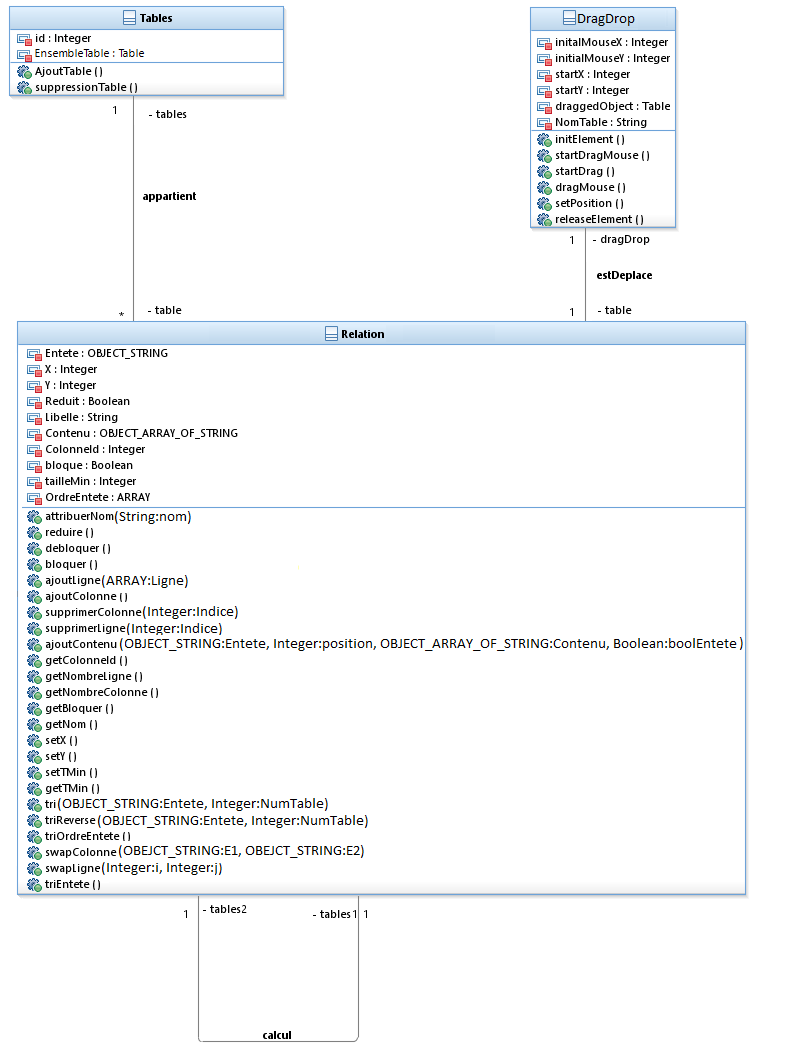 Tables
id : Integer
EnsembleTable : Table
AjoutTable ()
suppressionTable ()
1
- tables
appartient
*
- table
DragDrop
initalMouseX : Integer
initialMouseY : Integer
startX : Integer
startY : Integer
draggedObject : Table
NomTable : String
initElement ()
startDragMouse ()
startDrag ()
dragMouse ()
setPosition ()
releaseElement ()
1
- dragDrop
estDeplace
1
- table
Relation
Entete : OBJECT_STRING
X : Integer
Y : Integer
Reduit : Boolean
Libelle : String
Contenu : OBJECT_ARRAY_OF_STRING
ColonneId : Integer
bloque : Boolean
tailleMin : Integer
OrdreEntete : ARRAY
attribuerNom(String:nom)
reduire ()
debloquer ()
bloquer ()
ajoutLigne(ARRAY:Ligne)
ajoutColonne ()
supprimerColonne(Integer:Indice)
supprimerLigne(Integer:Indice)
ajoutContenu(OBJECT_STRING:Entete, Integer:position, OBJECT_ARRAY_OF_STRING:Contenu, Boolean:boolEntete)
getColonneId ()
getNombreLigne ()
getNombreColonne ()
getBloquer ()
getNom ()
setX ()
setY ()
setTMin ()
getTMin ()
tri(OBJECT_STRING:Entete, Integer:NumTable)
triReverse(OBJECT_STRING:Entete, Integer:NumTable)
triOrdreEntete ()
swapColonne(OBEJCT_STRING:E1, OBEJCT_STRING:E2)
swapLigne(Integer:i, Integer:j)
triEntete ()
1
- tables2
- tables1
1
calcul